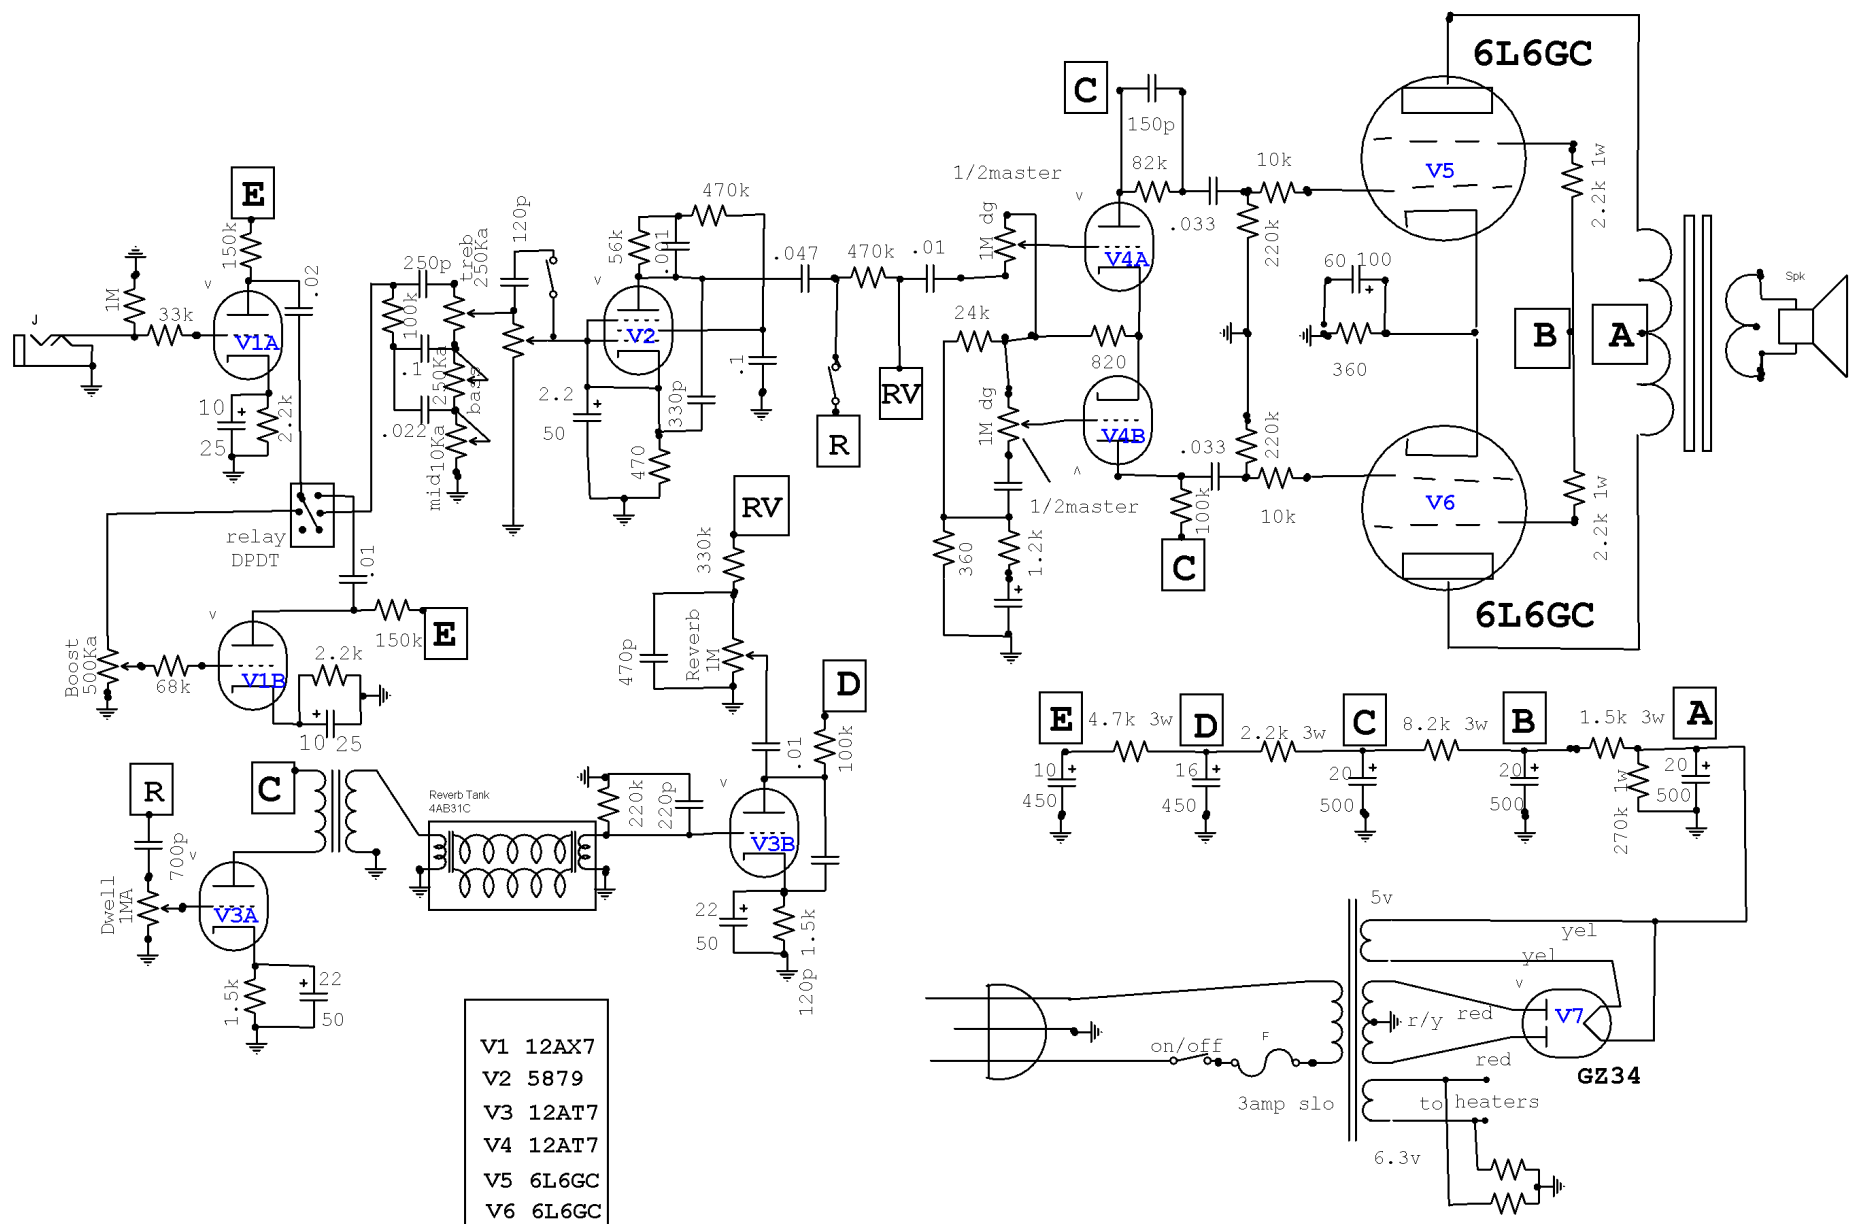 6L6GC
C
150p
82k
10k
V5
2.2k 1w
1/2master
v
.033
220k
1M dg
V4A
E
150k
v
.02
J
1M
33k
V1A
10
25
2.2k
250p
treb
250Ka
120p
100k
.1
250Ka
bass
.022
mid10Ka
56k
.001
470k
v
V2
2.2
50
330p
470
.1
.047
470k
.01
RV
R
24k
820
1M dg
V4B
^
1/2master
360
1.2k
60 100
360
B
A
Spk
.033
220k
10k
100k
C
V6
2.2k 1w
6L6GC
relay
DPDT
.01
v
E
150k
Boost
500Ka
68k
V1B
2.2k
10 25
RV
330k
470p
Reverb
1M
D
.01
100k
E
4.7k 3w
D
2.2k 3w
C
8.2k 3w
B
1.5k 3w
A
10
450
16
450
20
500
20
500
270k 1w
20
500
R
700p
v
Dwell
1MA
V3A
1.5k
22
50
C
Reverb Tank
4AB31C
220k
220p
v
V3B
22
50
1.5k
120p
5v
yel
yel
v
r/y
red
V7
red
GZ34
on/off
F
3amp slo
to heaters
6.3v
V1 12AX7
V2 5879
V3 12AT7
V4 12AT7
V5 6L6GC
V6 6L6GC